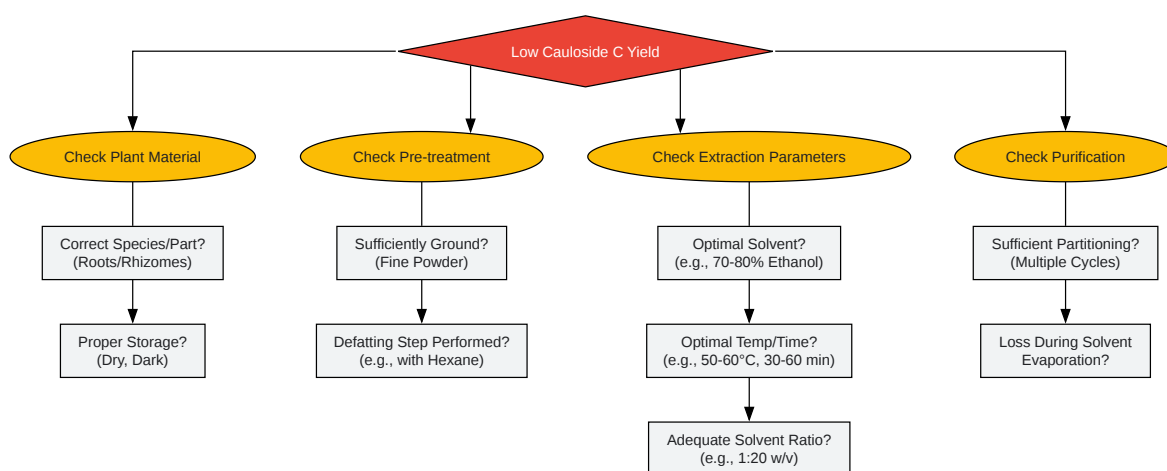 Low Cauloside C Yield
Check Plant Material
Check Pre-treatment
Check Extraction Parameters
Check Purification
Correct Species/Part?
(Roots/Rhizomes)
Sufficiently Ground?
(Fine Powder)
Optimal Solvent?
(e.g., 70-80% Ethanol)
Sufficient Partitioning?
(Multiple Cycles)
Proper Storage?
(Dry, Dark)
Defatting Step Performed?
(e.g., with Hexane)
Optimal Temp/Time?
(e.g., 50-60°C, 30-60 min)
Loss During Solvent
Evaporation?
Adequate Solvent Ratio?
(e.g., 1:20 w/v)